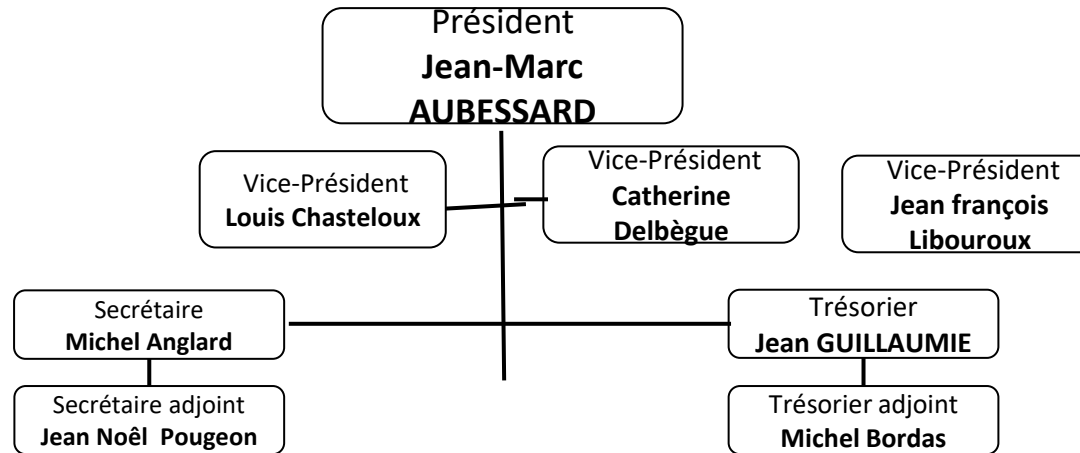 Président
Jean-Marc
AUBESSARD
Vice-Président
Louis Chasteloux
Vice-Président
Catherine
Delbègue
Vice-Président
Jean françois
Libouroux
Secrétaire
Michel Anglard
Trésorier
Jean GUILLAUMIE
Secrétaire adjoint
Jean Noêl  Pougeon
Trésorier adjoint
Michel Bordas